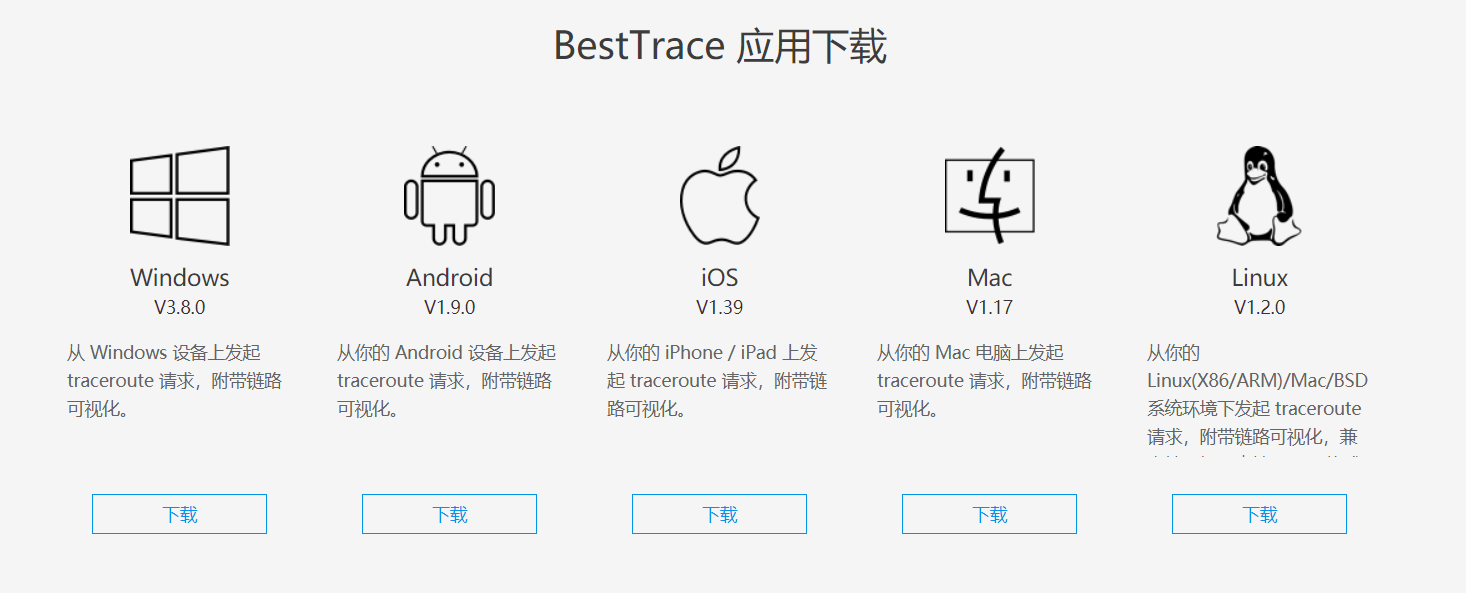 BestTrace 应用下载
Windows
V3.8.0
从 Windows 设备上发起
traceroute 请求，附带链路
可视化。
下载
Android
V1.9.0
从你的 Android 设备上发起
traceroute 请求，附带链路
可视化。
下载
iOS
V1.39
从你的 iPhone / iPad 上发
起 traceroute 请求，附带链
路可视化。
下载
Mac
V1.17
从你的 Mac 电脑上发起
traceroute 请求，附带链路
可视化。
下载
Linux
V1.2.0
从你的
Linux(X86/ARM)/Mac/BSD
系统环境下发起 traceroute
请求，附带链路可视化，兼
下载